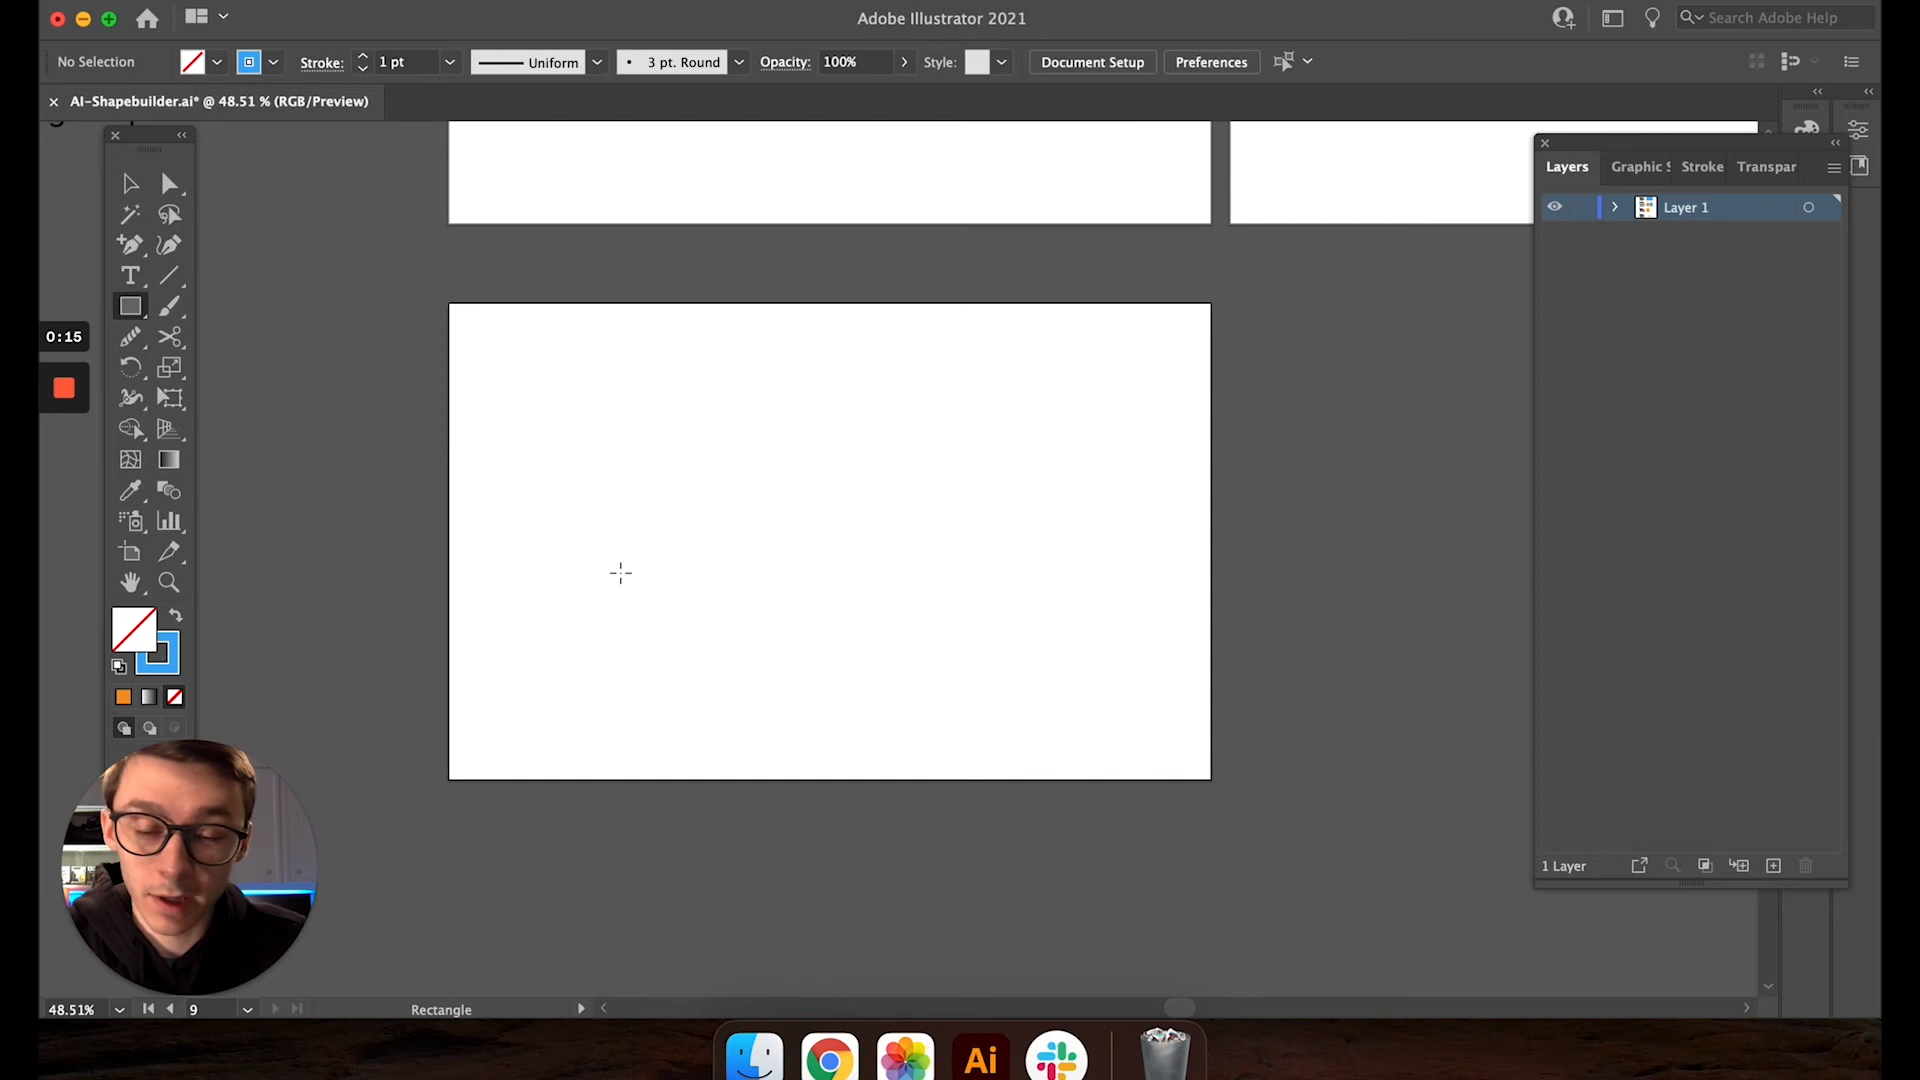 Adobe Illustrator 2021
Search Adobe Help
No Selection
Stroke:
1 pt
Uniform
3 pt. Round
Opacity:
100%
Style:
Document Setup
Preferences
AI-Shapebuilder.ai* @ 48.51 % (RGB/Preview)
Layers
Graphic S
Stroke
Transpar
Layer 1
T
0:15
1 Layer
48.51%
9
Rectangle
Ai